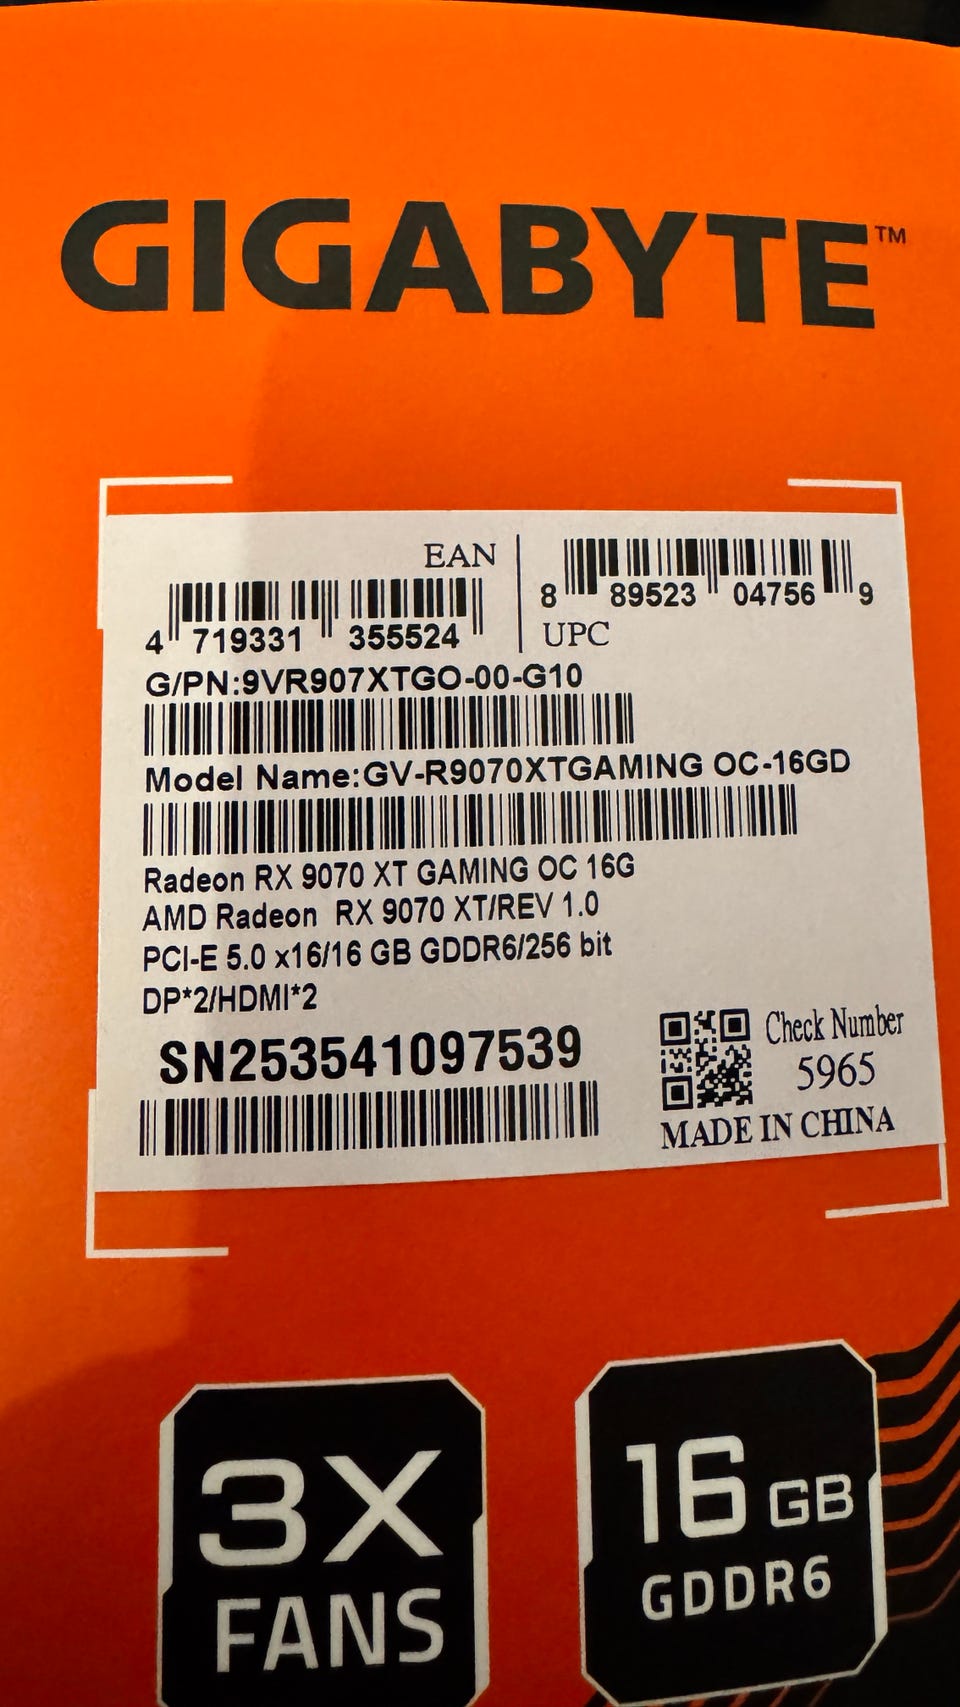 GIGABYTE™
EAN
4 719331 355524
8 89523 04756 9
UPC
G/PN:9VR907XTGO-00-G10
Model Name:GV-R9070XTGAMING OC-16GD
Radeon RX 9070 XT GAMING OC 16G
AMD Radeon RX 9070 XT/REV 1.0
PCI-E 5.0 x16/16 GB GDDR6/256 bit
DP*2/HDMI*2
SN253541097539
Check Number
5965
MADE IN CHINA
3X
FANS
16 GB
GDDR6